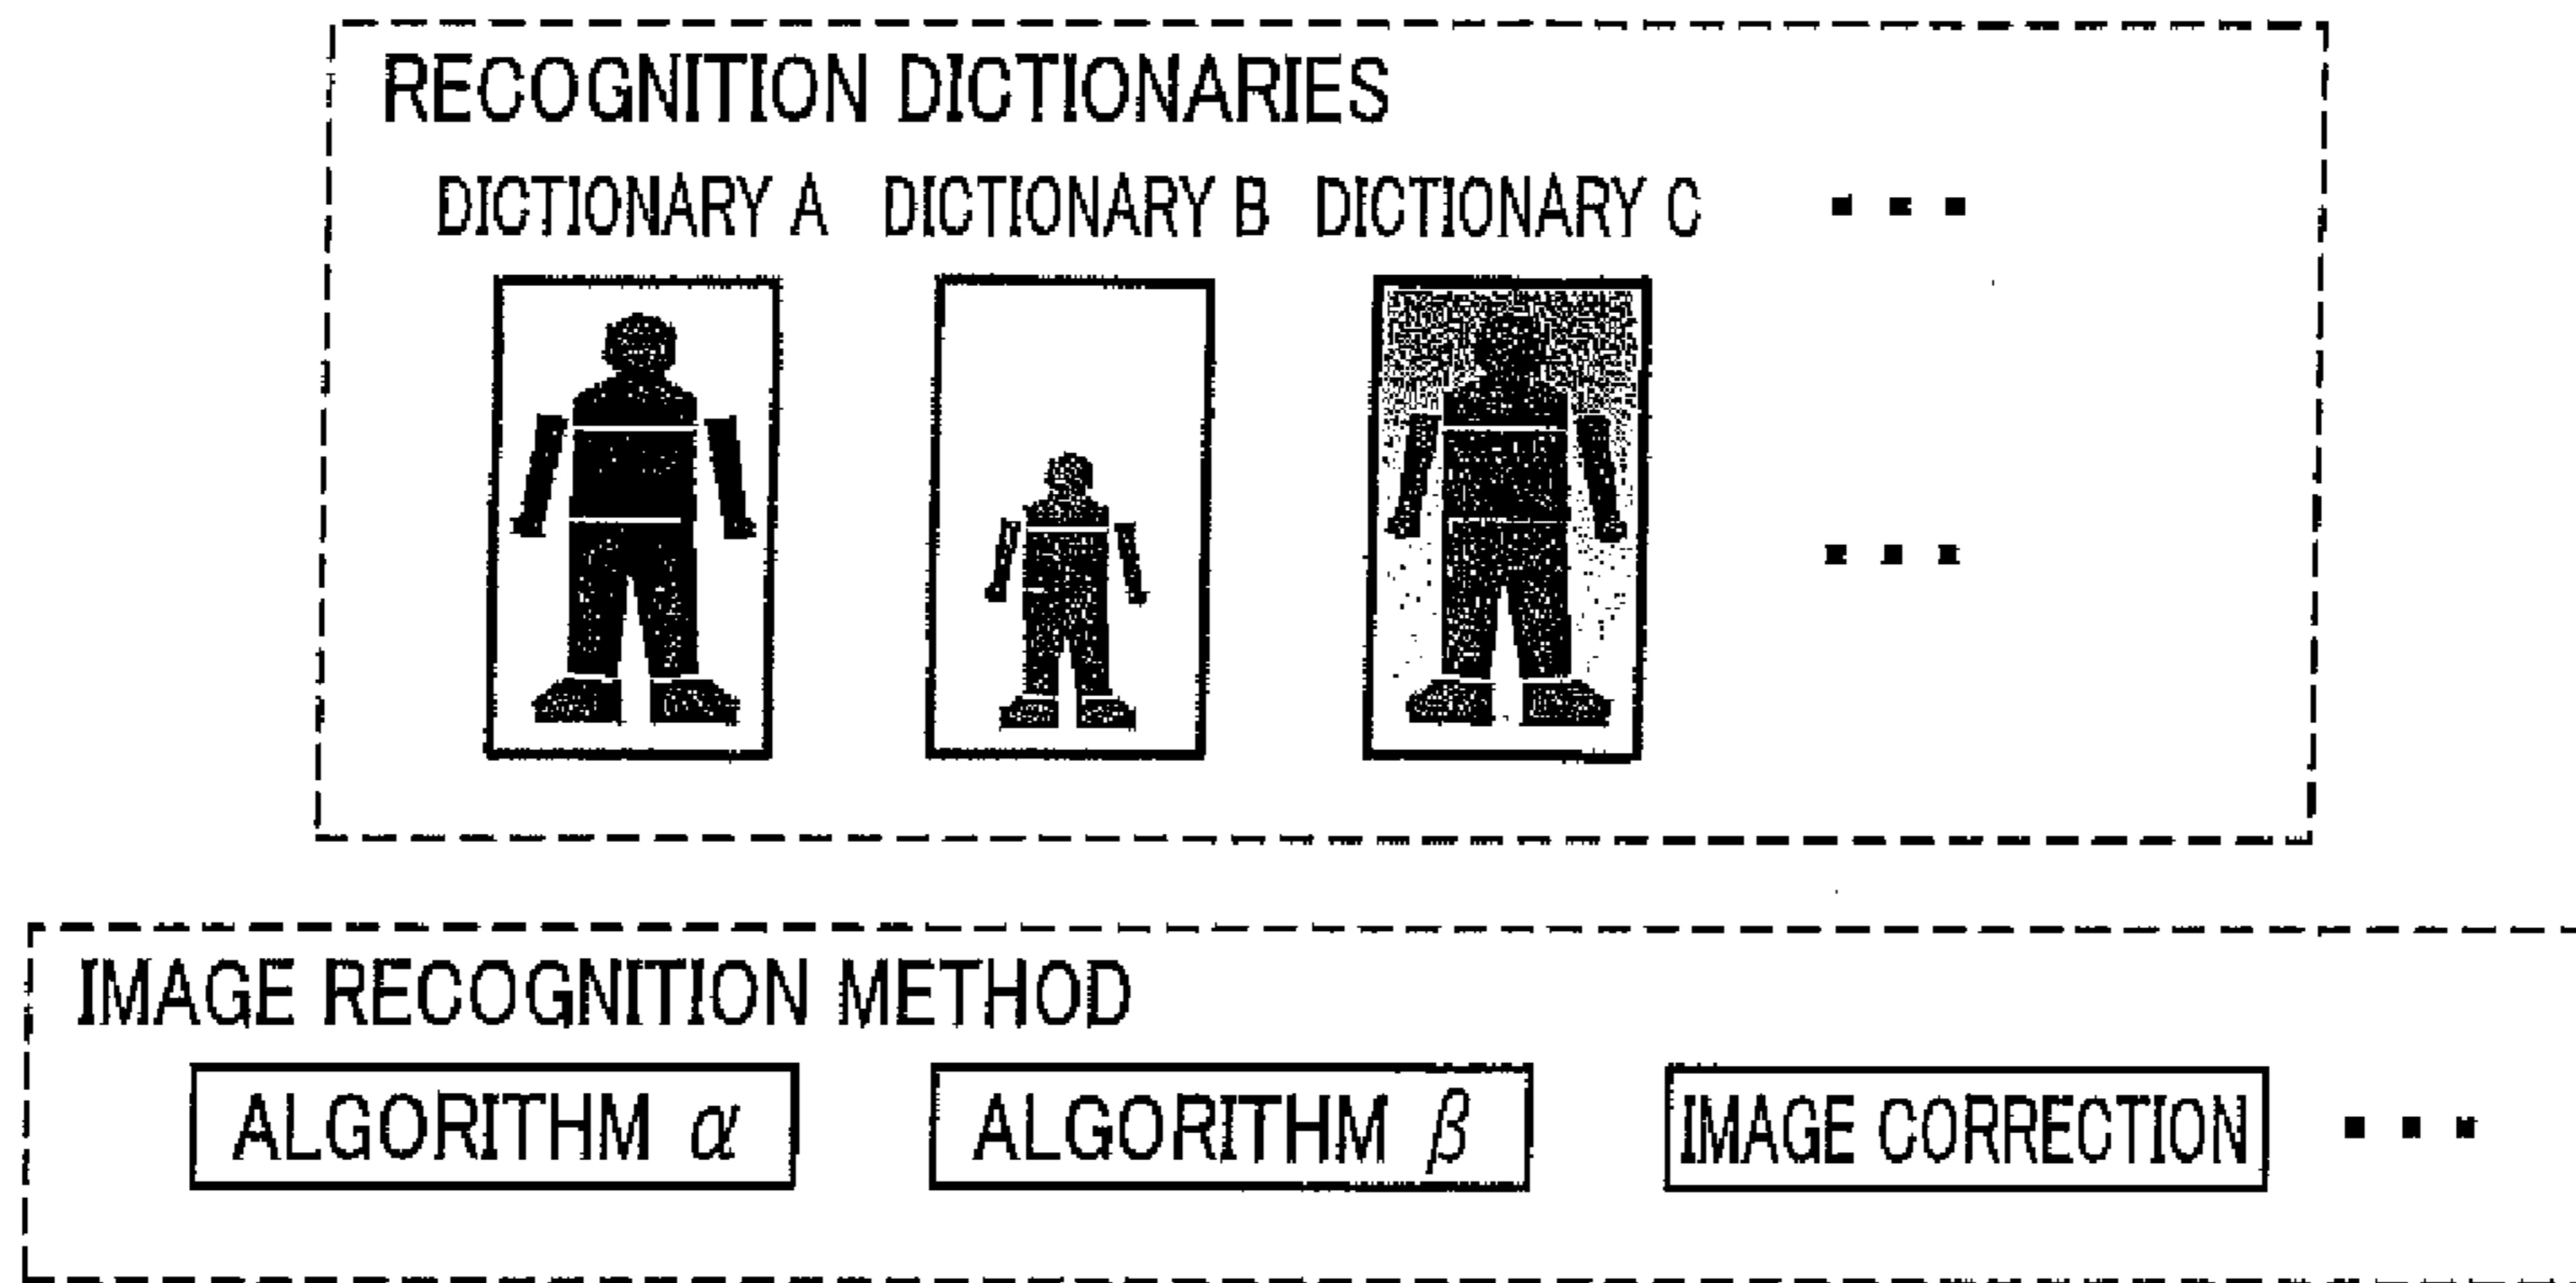 RECOGNITION DICTIONARIES
DICTIONARY A DICTIONARY B DICTIONARY C ...
...
IMAGE RECOGNITION METHOD
ALGORITHM α ALGORITHM β IMAGE CORRECTION ...